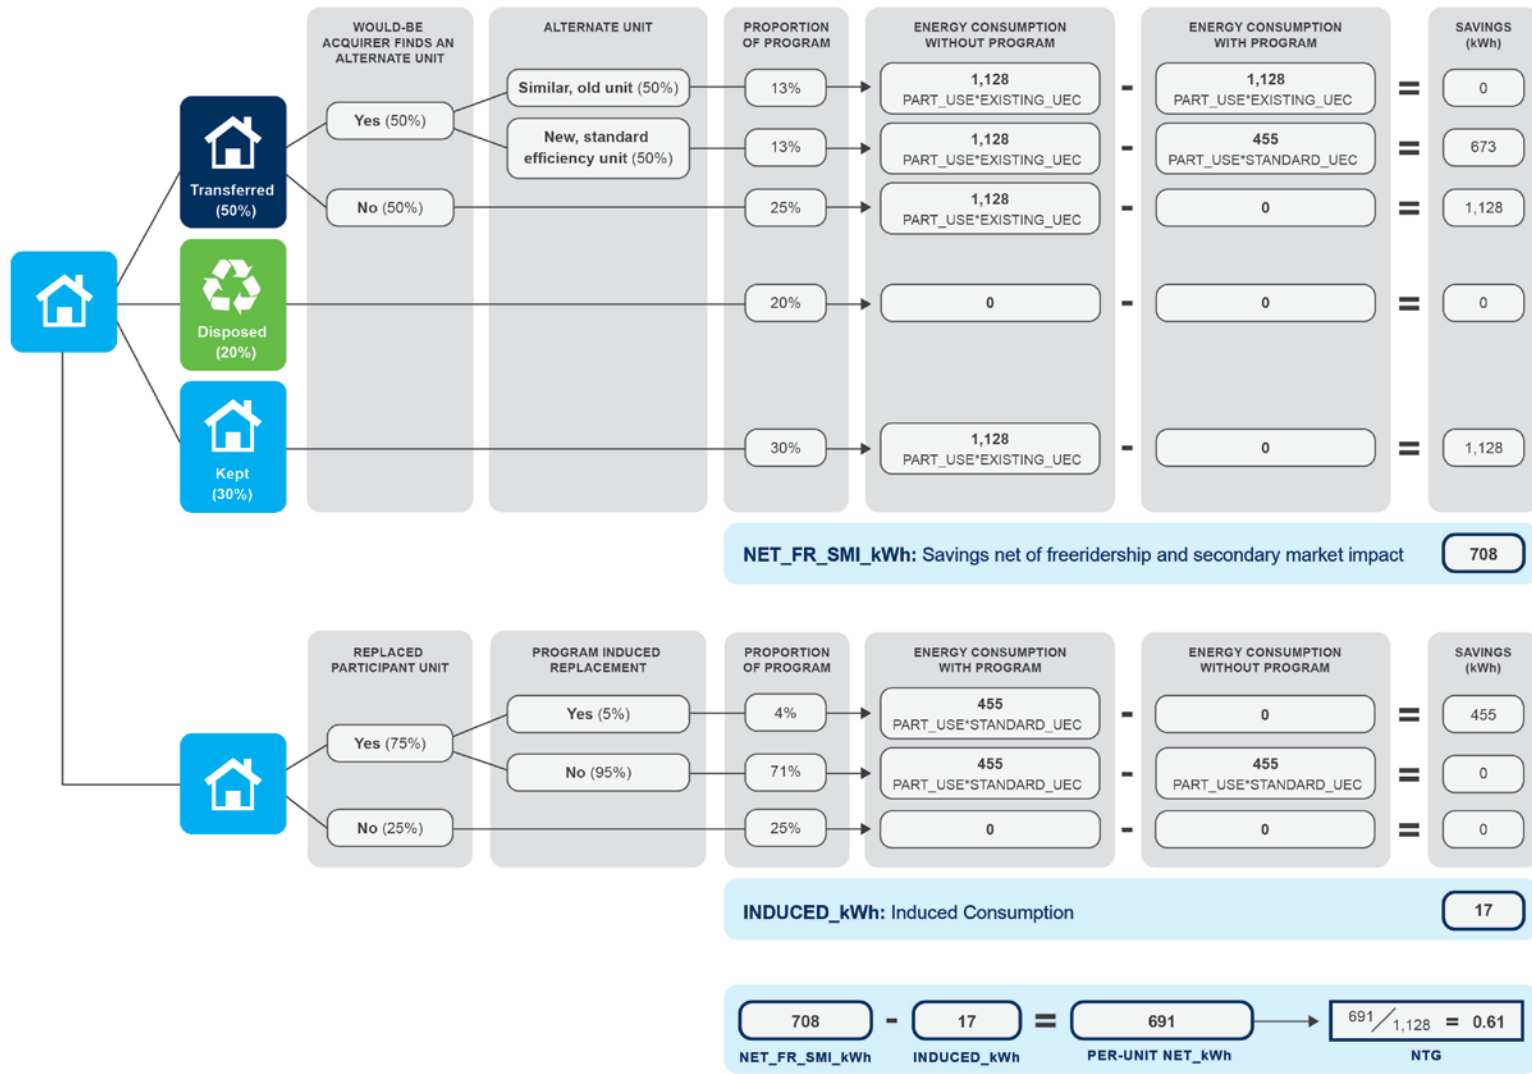 WOULD-BE
ACQUIRER FINDS AN
ALTERNATE UNIT
ALTERNATE UNIT
PROPORTION
OF PROGRAM
ENERGY CONSUMPTION
WITHOUT PROGRAM
ENERGY CONSUMPTION
WITH PROGRAM
SAVINGS
(kWh)
Transferred
(50%)
Yes (50%)
Similar, old unit (50%)
13%
1,128
PART_USE*EXISTING_UEC
-
1,128
PART_USE*EXISTING_UEC
=
0
New, standard
efficiency unit (50%)
13%
1,128
PART_USE*EXISTING_UEC
-
455
PART_USE*STANDARD_UEC
=
673
No (50%)
25%
1,128
PART_USE*EXISTING_UEC
-
0
=
1,128
Disposed
(20%)
20%
0
-
0
=
0
Kept
(30%)
30%
1,128
PART_USE*EXISTING_UEC
-
0
=
1,128
NET_FR_SMI_kWh: Savings net of freeridership and secondary market impact
708
REPLACED
PARTICIPANT UNIT
PROGRAM INDUCED
REPLACEMENT
PROPORTION
OF PROGRAM
ENERGY CONSUMPTION
WITH PROGRAM
ENERGY CONSUMPTION
WITHOUT PROGRAM
SAVINGS
(kWh)
Yes (75%)
Yes (5%)
4%
455
PART_USE*STANDARD_UEC
-
0
=
455
No (95%)
71%
455
PART_USE*STANDARD_UEC
-
455
PART_USE*STANDARD_UEC
=
0
No (25%)
25%
0
-
0
=
0
INDUCED_kWh: Induced Consumption
17
708 - 17 = 691
691/1,128 = 0.61
NET_FR_SMI_kWh
INDUCED_kWh
PER-UNIT NET_kWh
NTG